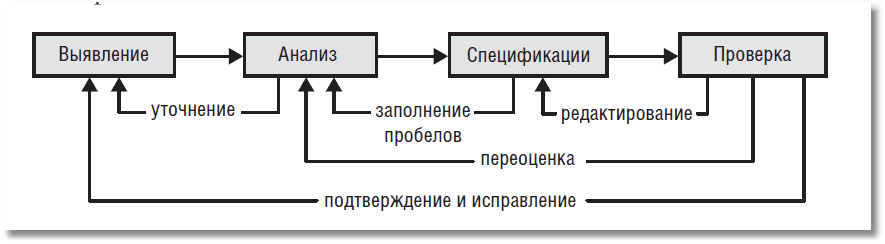 Выявление
Анализ
Спецификации
Проверка
уточнение
заполнение
пробелов
редактирование
переоценка
подтверждение и исправление